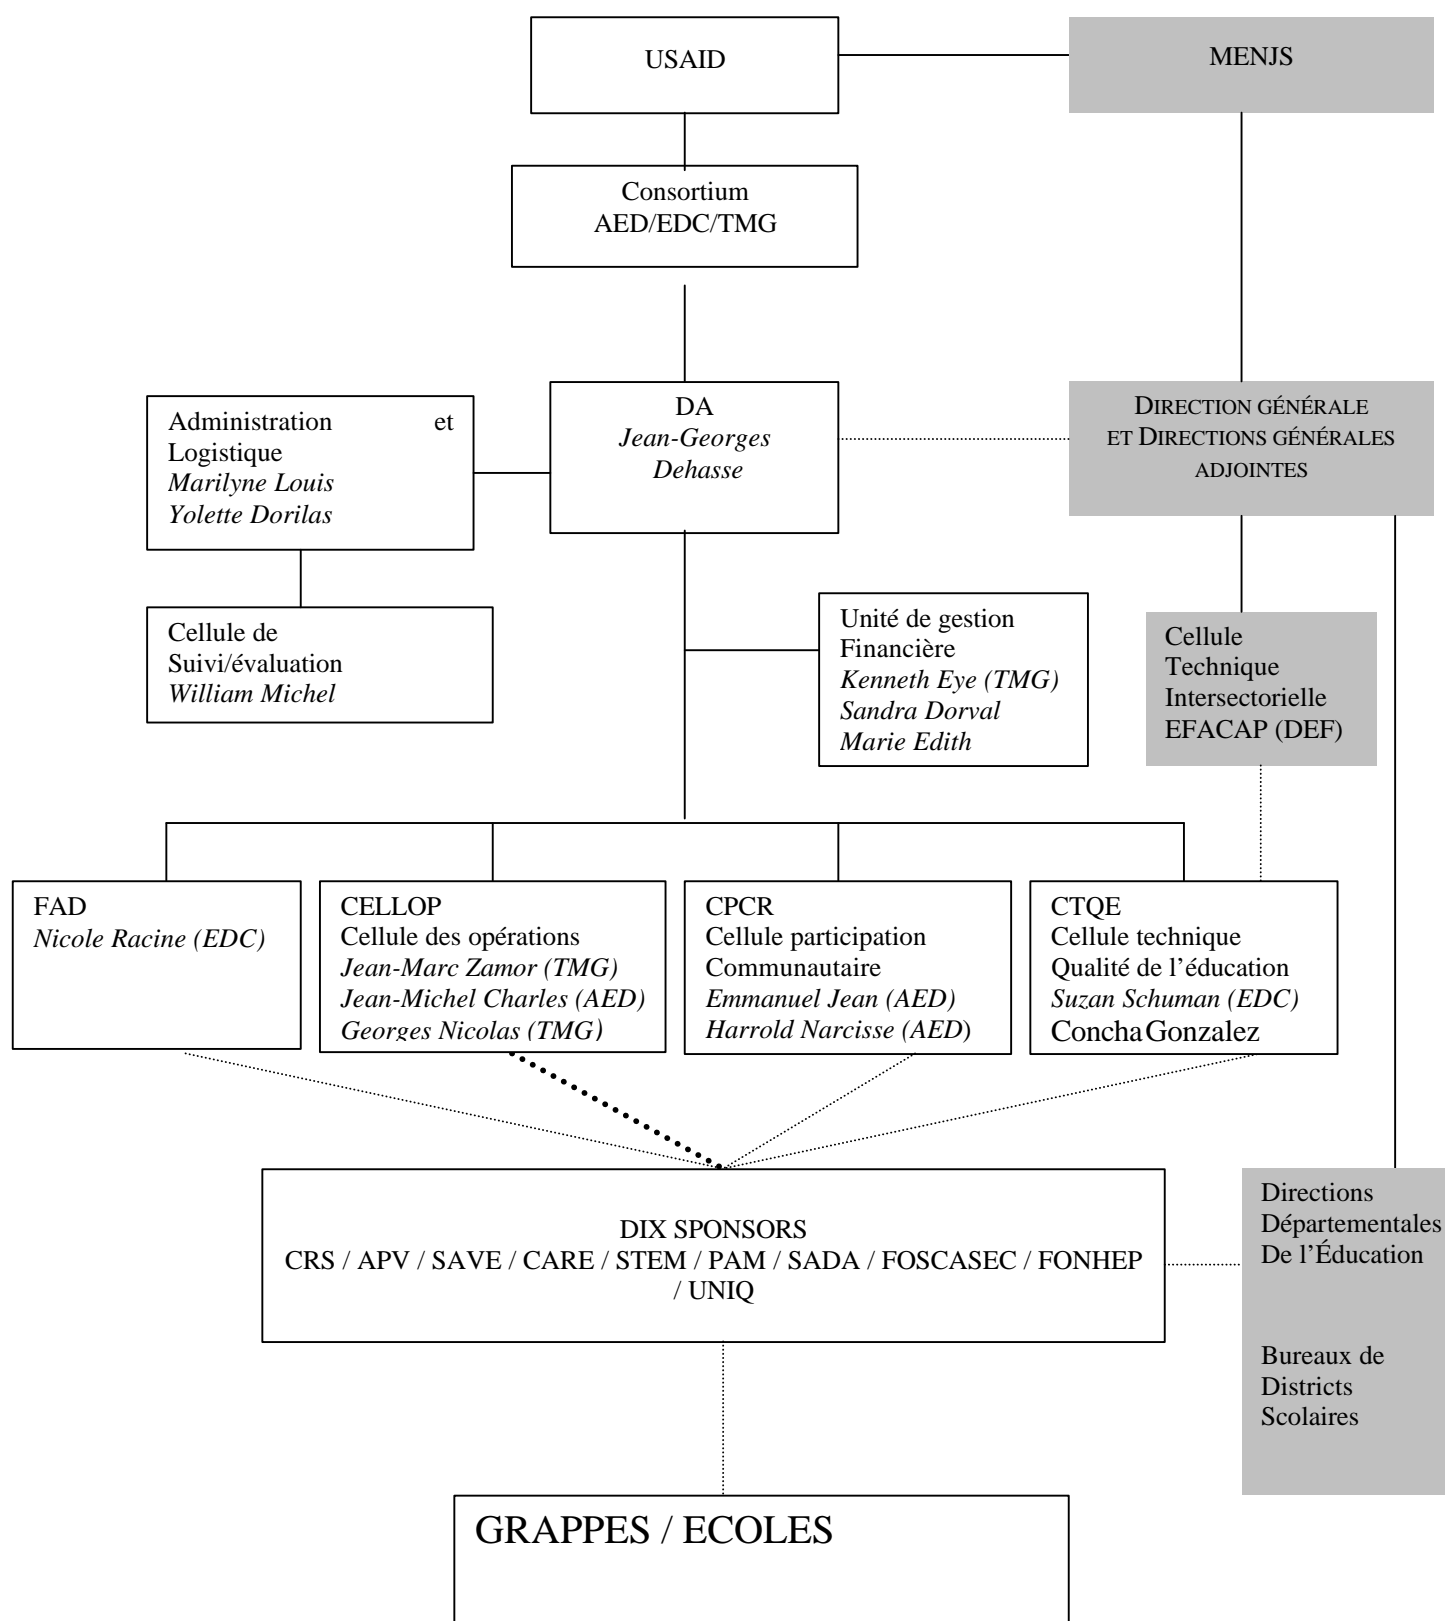 USAID
MENJS
Consortium
AED/EDC/TMG
Administration et
Logistique
Marilyne Louis
Yolette Dorilas
DA
Jean-Georges
Dehasse
DIRECTION GÉNÉRALE
ET DIRECTIONS GÉNÉRALES
ADJOINTES
Cellule de
Suivi/évaluation
William Michel
Unité de gestion
Financière
Kenneth Eye (TMG)
Sandra Dorval
Marie Edith
Cellule
Technique
Intersectorielle
EFACAP (DEF)
FAD
Nicole Racine (EDC)
CELLOP
Cellule des opérations
Jean-Marc Zamor (TMG)
Jean-Michel Charles (AED)
Georges Nicolas (TMG)
CPCR
Cellule participation
Communautaire
Emmanuel Jean (AED)
Harrold Narcisse (AED)
CTQE
Cellule technique
Qualité de l’éducation
Suzan Schuman (EDC)
Concha Gonzalez
DIX SPONSORS
CRS / APV / SAVE / CARE / STEM / PAM / SADA / FOSCASEC / FONHEP
/ UNIQ
Directions
Départementales
De l’Éducation
Bureaux de
Districts
Scolaires
GRAPPES / ECOLES